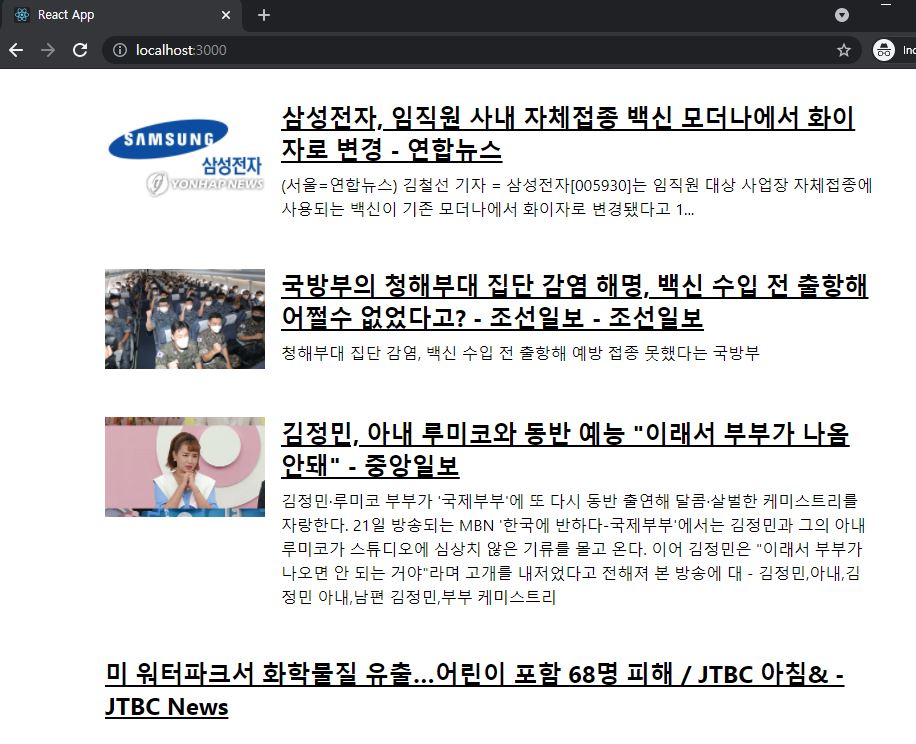 React App
localhost:3000
Inc
SAMSUNG
삼성전자
YONHAP NEWS
삼성전자, 임직원 사내 자체접종 백신 모더나에서 화이
자로 변경 - 연합뉴스
(서울=연합뉴스) 김철선 기자 = 삼성전자[005930]는 임직원 대상 사업장 자체접종에
사용되는 백신이 기존 모더나에서 화이자로 변경됐다고 1...
국방부의 청해부대 집단 감염 해명, 백신 수입 전 출항해
어쩔수 없었다고? - 조선일보 - 조선일보
청해부대 집단 감염, 백신 수입 전 출항해 예방 접종 못했다는 국방부
김정민, 아내 루미코와 동반 예능 "이래서 부부가 나옴
안돼" - 중앙일보
김정민·루미코 부부가 '국제부부'에 또 다시 동반 출연해 달콤·살벌한 케미스트리를
자랑한다. 21일 방송되는 MBN '한국에 반하다-국제부부'에서는 김정민과 그의 아내
루미코가 스튜디오에 심상치 않은 기류를 몰고 온다. 이어 김정민은 "이래서 부부가
나오면 안 되는 거야"라며 고개를 내저었다고 전해져 본 방송에 대 - 김정민,아내,김
정민 아내,남편 김정민,부부 케미스트리
미 워터파크서 화학물질 유출…어린이 포함 68명 피해 / JTBC 아침& -
JTBC News